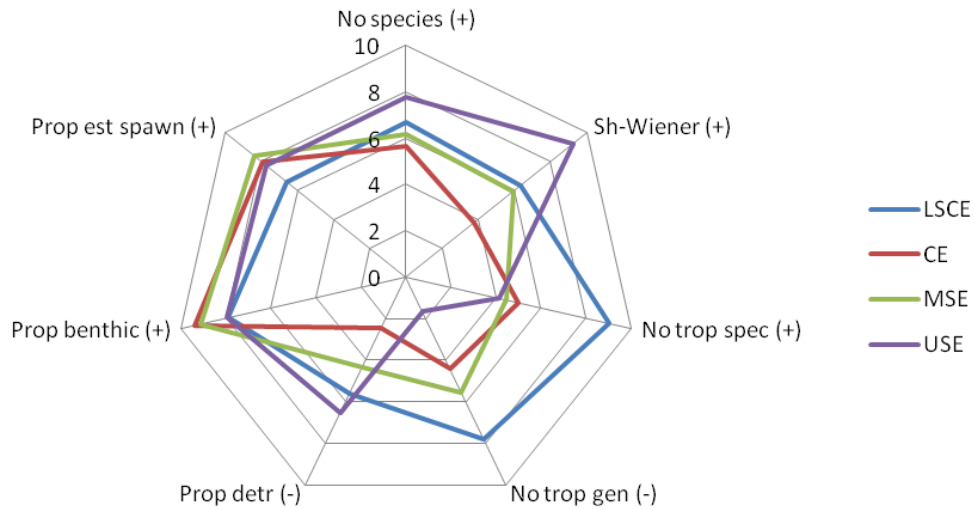 No species (+)
10
8
6
4
2
0
Sh-Wiener (+)
No trop spec (+)
No trop gen (-)
Prop detr (-)
Prop benthic (+)
Prop est spawn (+)
LSCE
CE
MSE
USE